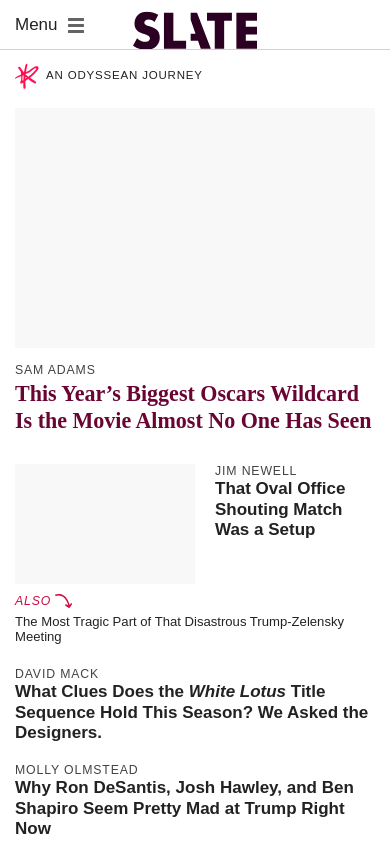 Menu
SLATE
AN ODYSSEAN JOURNEY
SAM ADAMS
This Year’s Biggest Oscars Wildcard
Is the Movie Almost No One Has Seen
JIM NEWELL
That Oval Office
Shouting Match
Was a Setup
ALSO
The Most Tragic Part of That Disastrous Trump-Zelensky
Meeting
DAVID MACK
What Clues Does the White Lotus Title
Sequence Hold This Season? We Asked the
Designers.
MOLLY OLMSTEAD
Why Ron DeSantis, Josh Hawley, and Ben
Shapiro Seem Pretty Mad at Trump Right
Now